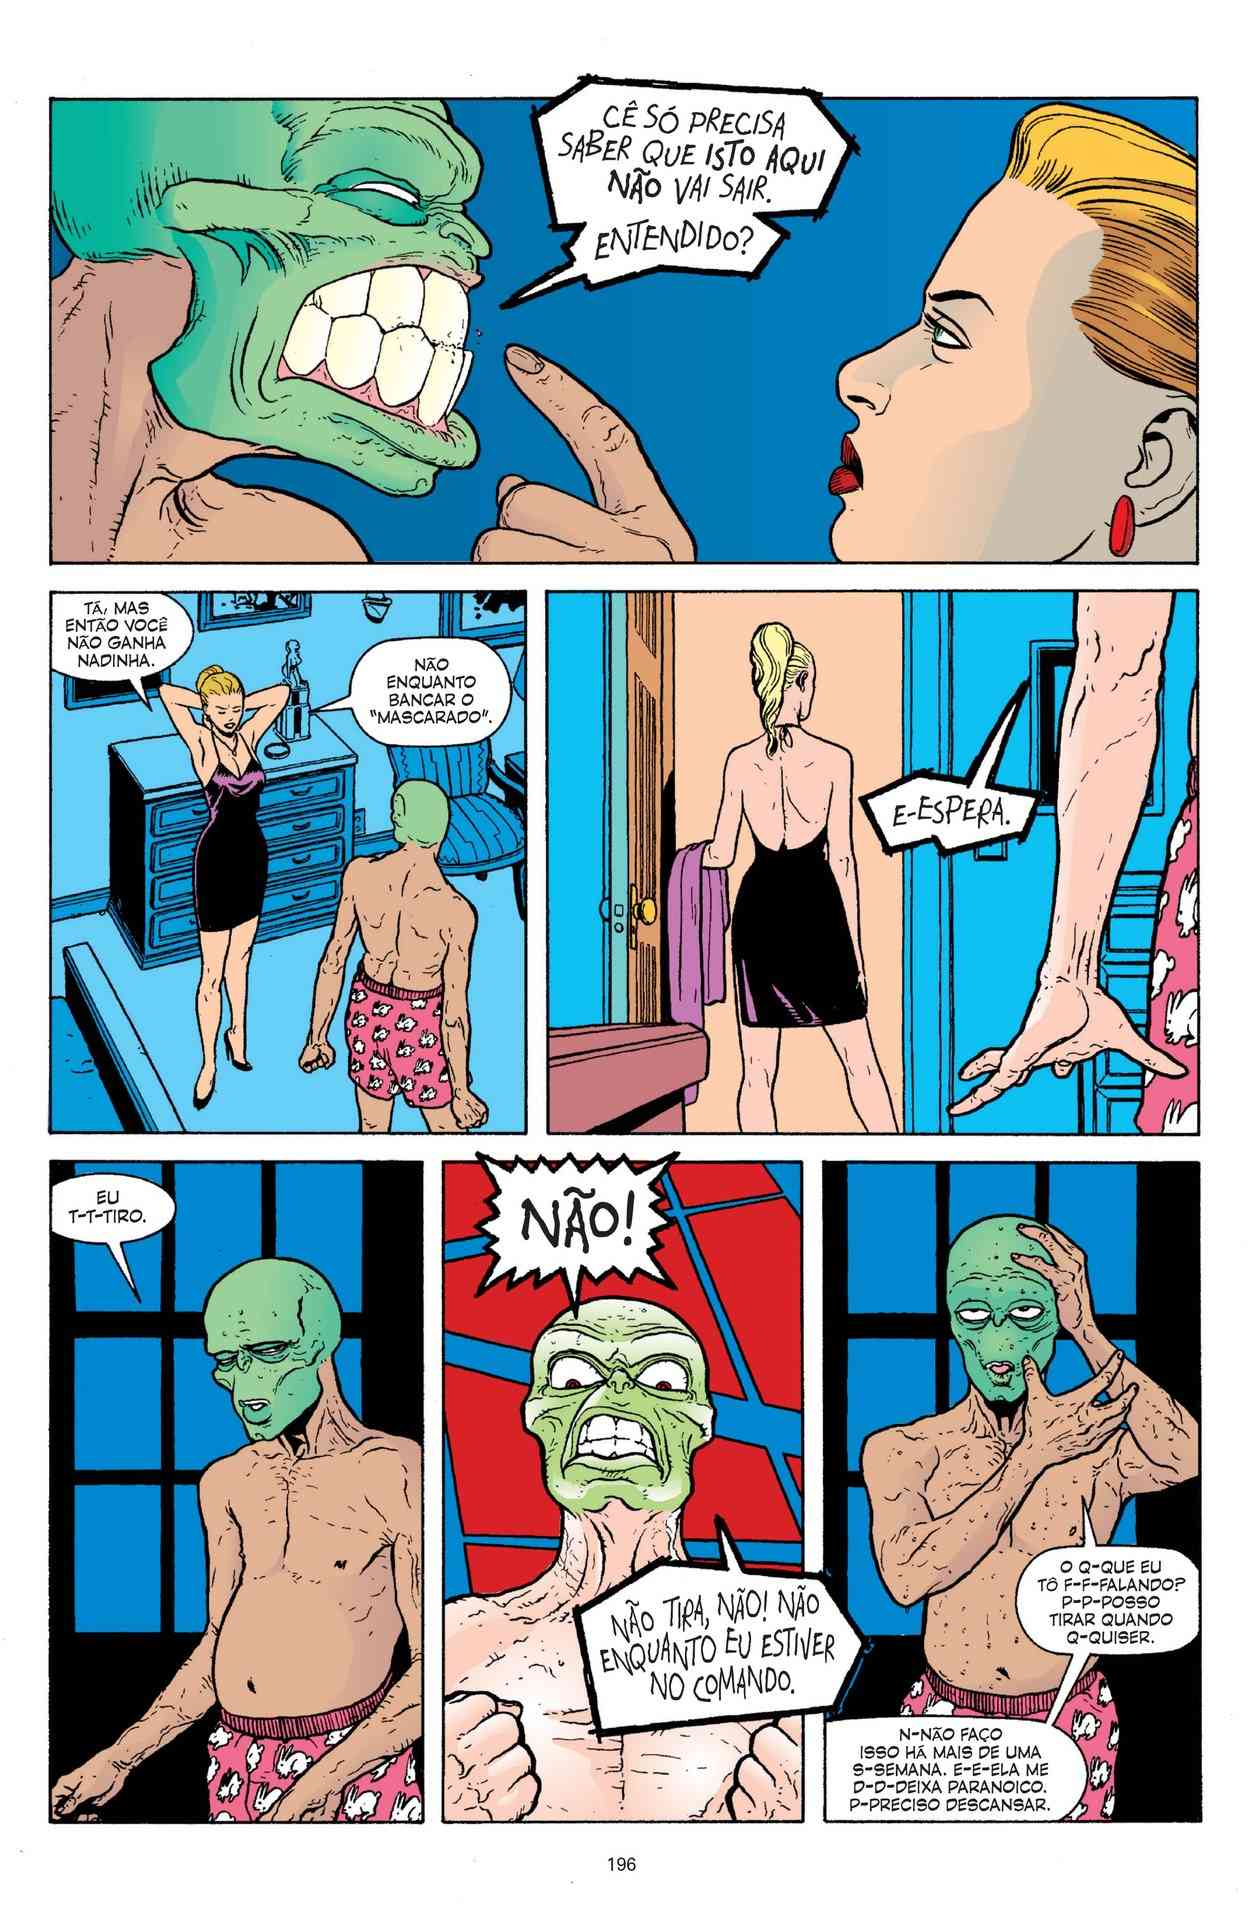 CÊ SÓ PRECISA
SABER QUE ISTO AQUI
NÃO VAI SAIR.
ENTENDIDO?
TÁ, MAS
ENTÃO VOCÊ
NÃO GANHA
NADINHA.
NÃO
ENQUANTO
BANCAR O
"MASCARADO".
E-ESPERA.
EU
T-T-TIRO.
NÃO!
NÃO TIRA, NÃO! NÃO
ENQUANTO EU ESTIVER
NO COMANDO.
O Q-QUE EU
TÔ F-F-FALANDO?
P-P-POSSO
TIRAR QUANDO
Q-QUISER.
N-NÃO FAÇO
ISSO HÁ MAIS DE UMA
S-SEMANA. E-E-ELA ME
D-D-DEIXA PARANOICO.
P-PRECISO DESCANSAR.
196